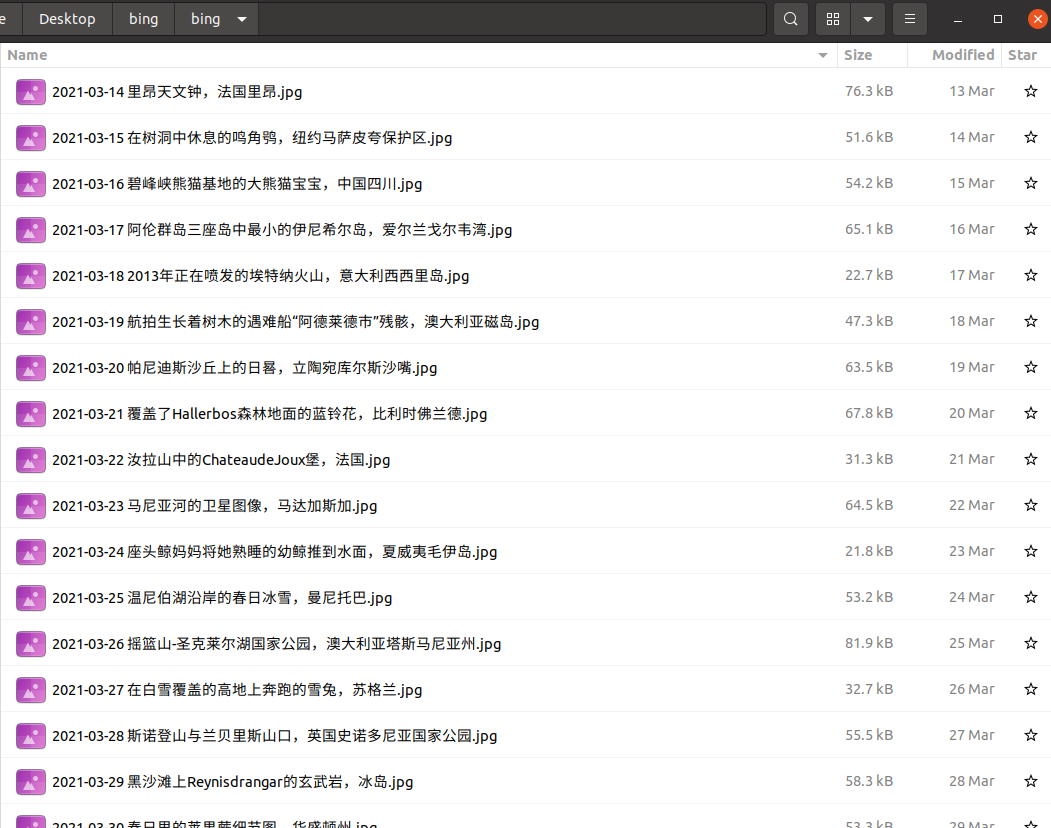 e Desktop bing bing
Name Size Modified Star
2021-03-14 里昂天文钟，法国里昂.jpg 76.3 kB 13 Mar
2021-03-15 在树洞中休息的鸣角鸮，纽约马萨皮夸保护区.jpg 51.6 kB 14 Mar
2021-03-16 碧峰峡熊猫基地的大熊猫宝宝，中国四川.jpg 54.2 kB 15 Mar
2021-03-17 阿伦群岛三座岛中最小的伊尼希尔岛，爱尔兰戈尔韦湾.jpg 65.1 kB 16 Mar
2021-03-18 2013年正在喷发的埃特纳火山，意大利西西里岛.jpg 22.7 kB 17 Mar
2021-03-19 航拍生长着树木的遇难船“阿德莱德市”残骸，澳大利亚磁岛.jpg 47.3 kB 18 Mar
2021-03-20 帕尼迪斯沙丘上的日晷，立陶宛库尔斯沙嘴.jpg 63.5 kB 19 Mar
2021-03-21 覆盖了Hallerbos森林地面的蓝铃花，比利时佛兰德.jpg 67.8 kB 20 Mar
2021-03-22 汝拉山中的ChateaudeJoux堡，法国.jpg 31.3 kB 21 Mar
2021-03-23 马尼亚河的卫星图像，马达加斯加.jpg 64.5 kB 22 Mar
2021-03-24 座头鲸妈妈将她熟睡的幼鲸推到水面，夏威夷毛伊岛.jpg 21.8 kB 23 Mar
2021-03-25 温尼伯湖沿岸的春日冰雪，曼尼托巴.jpg 53.2 kB 24 Mar
2021-03-26 摇篮山-圣克莱尔湖国家公园，澳大利亚塔斯马尼亚州.jpg 81.9 kB 25 Mar
2021-03-27 在白雪覆盖的高地上奔跑的雪兔，苏格兰.jpg 32.7 kB 26 Mar
2021-03-28 斯诺登山与兰贝里斯山口，英国史诺多尼亚国家公园.jpg 55.5 kB 27 Mar
2021-03-29 黑沙滩上Reynisdrangar的玄武岩，冰岛.jpg 58.3 kB 28 Mar
2021-03-30 春日里的苹果蕨细节图，华盛顿州.jpg 53.3 kB 29 Mar